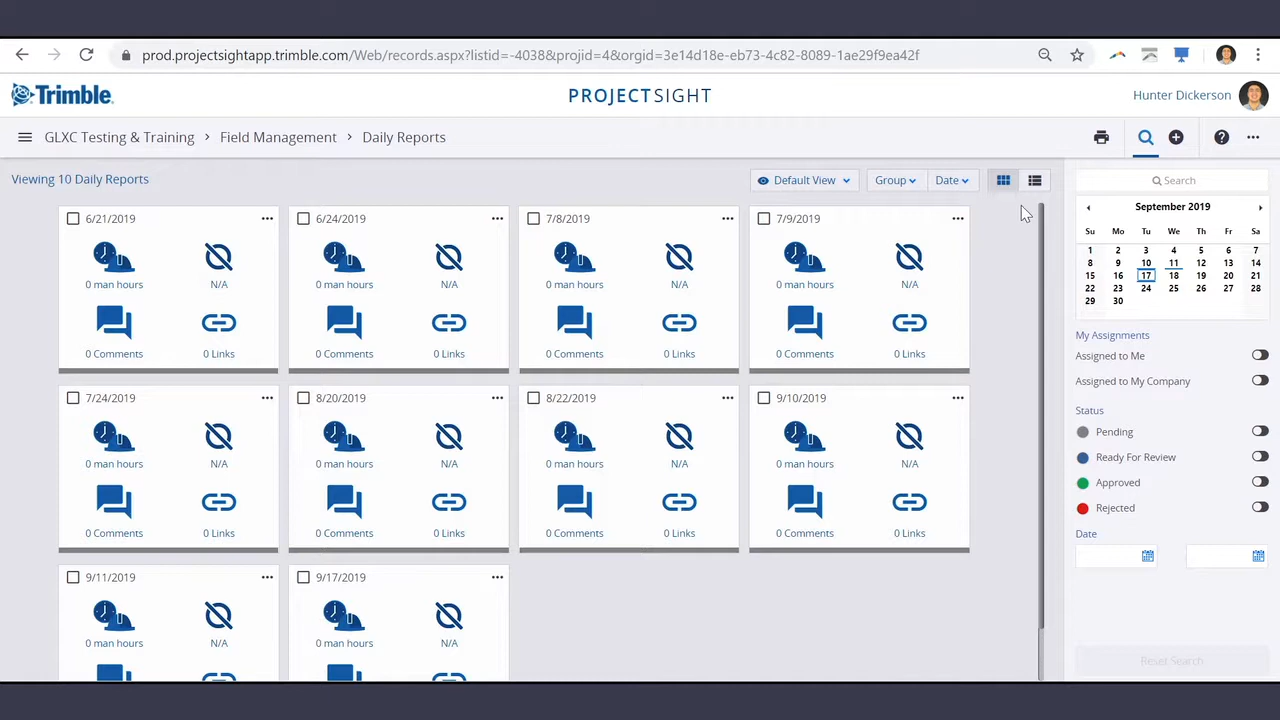 prod.projectsightapp.trimble.com/Web/records.aspx?listid=-4038&projid=4&orgid=3e14d18e-eb73-4c82-8089-1ae29f9ea42f
Trimble.
PROJECTSIGHT
Hunter Dickerson
GLXC Testing & Training > Field Management > Daily Reports
Viewing 10 Daily Reports
Default View
Group
Date
Search
6/21/2019
6/24/2019
7/8/2019
7/9/2019
0 man hours N/A
0 man hours N/A
0 man hours N/A
0 man hours N/A
0 Comments 0 Links
0 Comments 0 Links
0 Comments 0 Links
0 Comments 0 Links
7/24/2019
8/20/2019
8/22/2019
9/10/2019
0 man hours N/A
0 man hours N/A
0 man hours N/A
0 man hours N/A
0 Comments 0 Links
0 Comments 0 Links
0 Comments 0 Links
0 Comments 0 Links
9/11/2019
9/17/2019
0 man hours N/A
0 man hours N/A
September 2019
Su Mo Tu We Th Fr Sa
1 2 3 4 5 6 7
8 9 10 11 12 13 14
15 16 17 18 19 20 21
22 23 24 25 26 27 28
29 30
My Assignments
Assigned to Me
Assigned to My Company
Status
Pending
Ready For Review
Approved
Rejected
Date
Reset Search